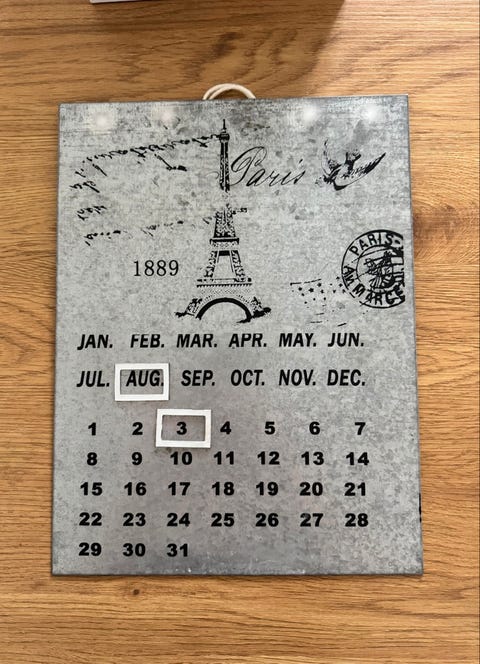 Paris
1889
PARIS
JAN. FEB. MAR. APR. MAY. JUN.
JUL. AUG. SEP. OCT. NOV. DEC.
1 2 3 4 5 6 7
8 9 10 11 12 13 14
15 16 17 18 19 20 21
22 23 24 25 26 27 28
29 30 31